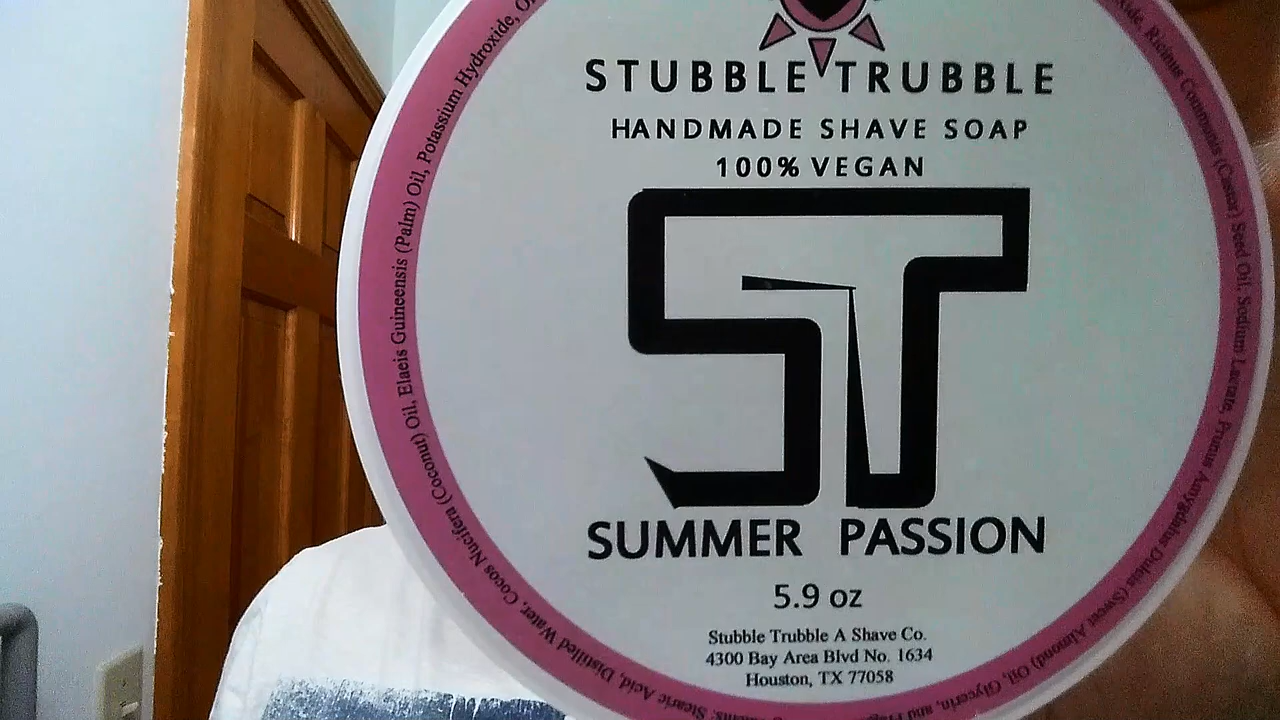 STUBBLE TRUBBLE
HANDMADE SHAVE SOAP
100% VEGAN
ST
SUMMER PASSION
5.9 oz
Stubble Trubble A Shave Co.
4300 Bay Area Blvd No. 1634
Houston, TX 77058
Stearic Acid, Distilled Water, Cocos Nucifera (Coconut) Oil, Elaeis Guineensis (Palm) Oil, Potassium Hydroxide,
Ricinus Communis (Castor) Seed Oil, Sodium Lactate, Prunus Amygdalus Dulcis (Sweet Almond) Oil, Glycerin, and